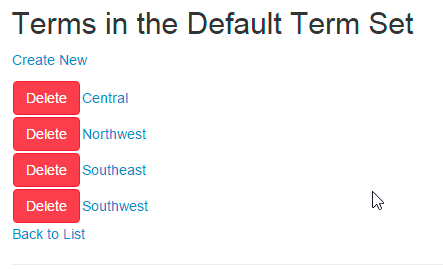 Terms in the Default Term Set
Create New
Delete Central
Delete Northwest
Delete Southeast
Delete Southwest
Back to List